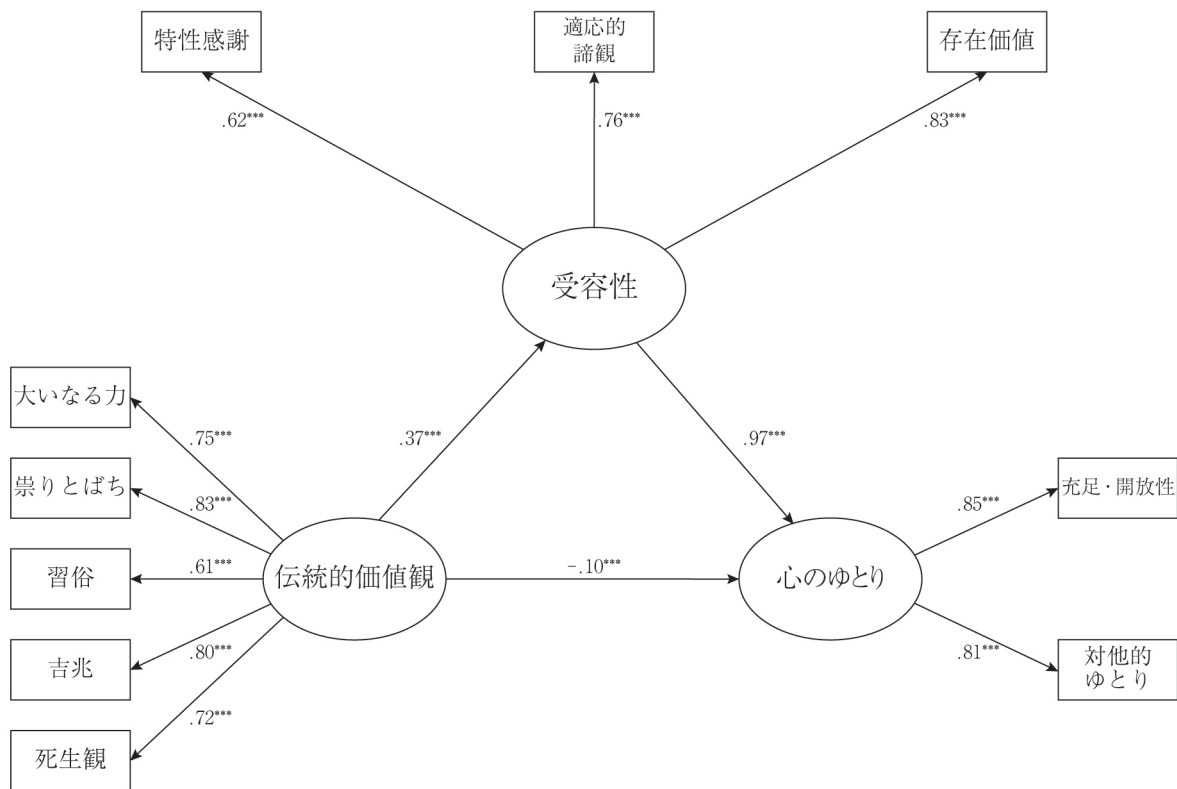 特性感謝
適応的
諦観
存在価値
.62***
.76***
.83***
受容性
大いなる力
.75***
.37***
.97***
祟りとばち
.83***
充足・開放性
.85***
習俗
.61***
伝統的価値観
-.10***
心のゆとり
吉兆
.80***
.81***
対他的
ゆとり
.72***
死生観